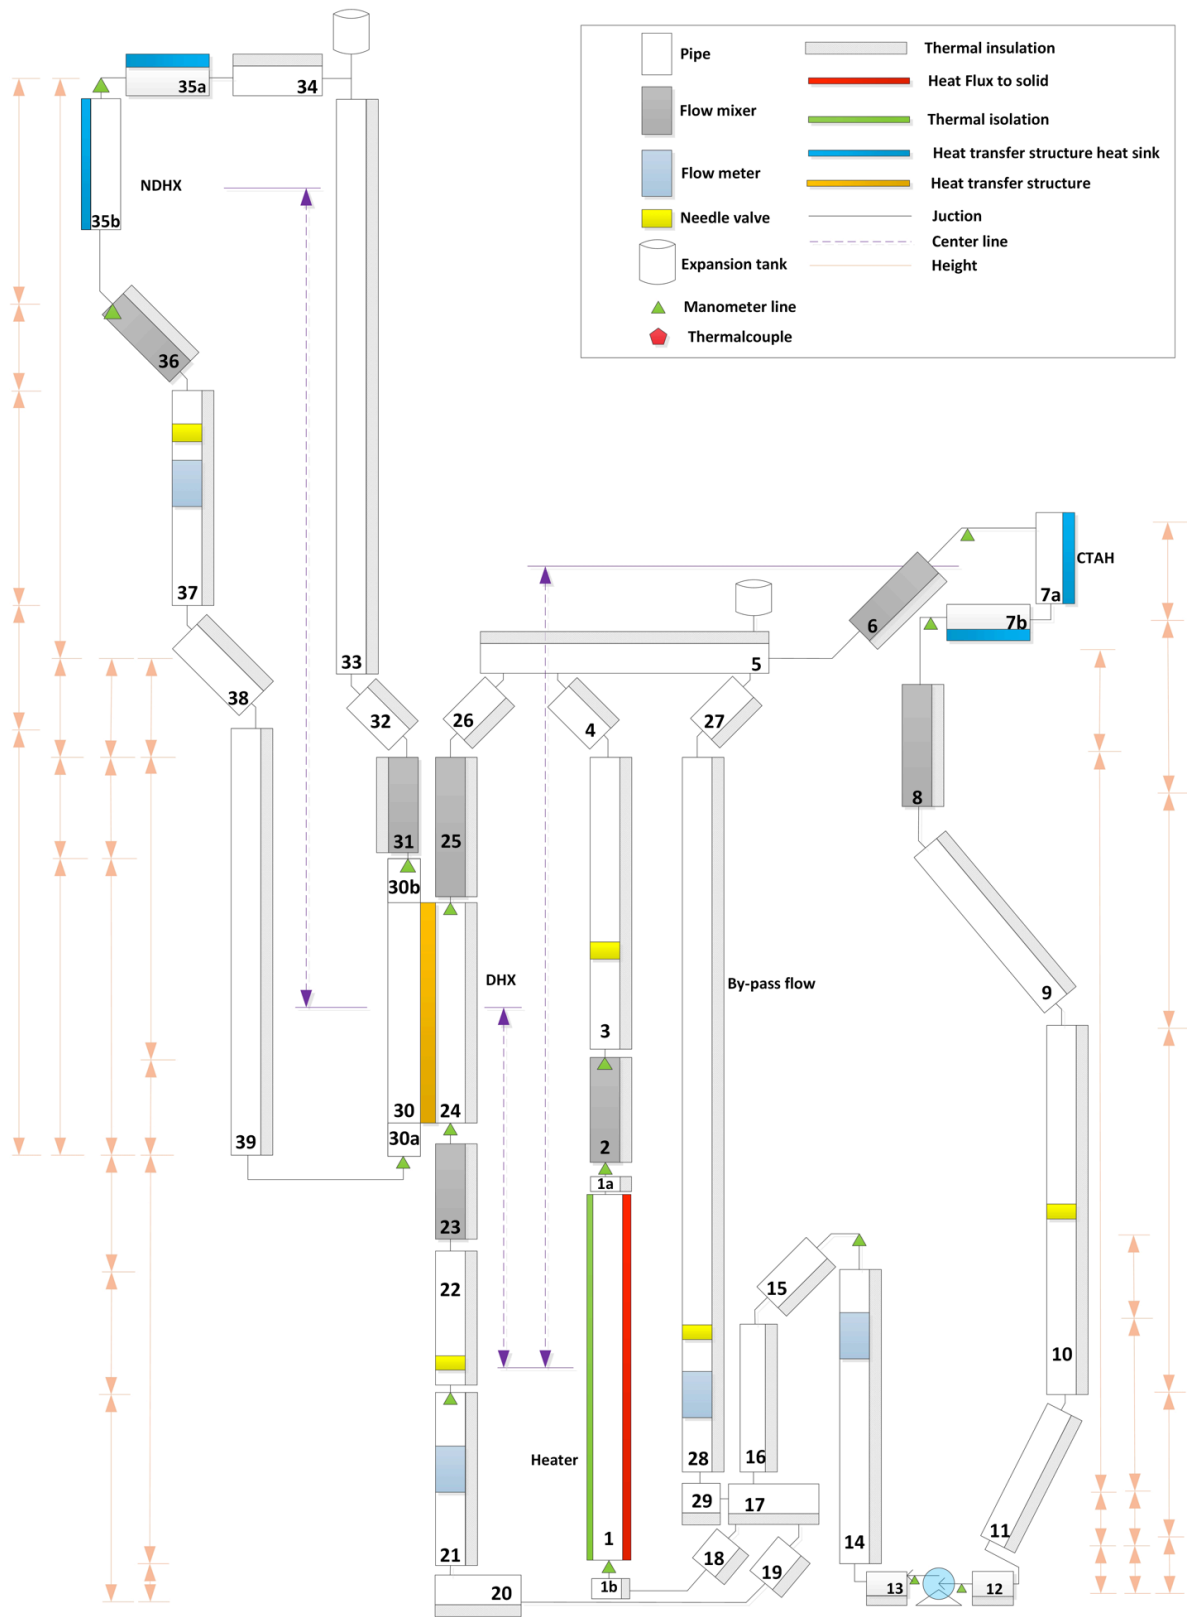 Pipe
Thermal insulation
Heat Flux to solid
Flow mixer
Thermal isolation
Heat transfer structure heat sink
Flow meter
Heat transfer structure
Needle valve
Juction
Center line
Expansion tank
Height
Manometer line
Thermalcouple
35a
34
NDHX
35b
36
37
CTAH
7a
7b
6
5
33
38
32
26
4
27
8
31
25
30b
DHX
By-pass flow
9
3
30
24
30a
39
2
1a
23
22
15
10
Heater
28
16
29
17
1
14
11
21
18
19
20
1b
13
12